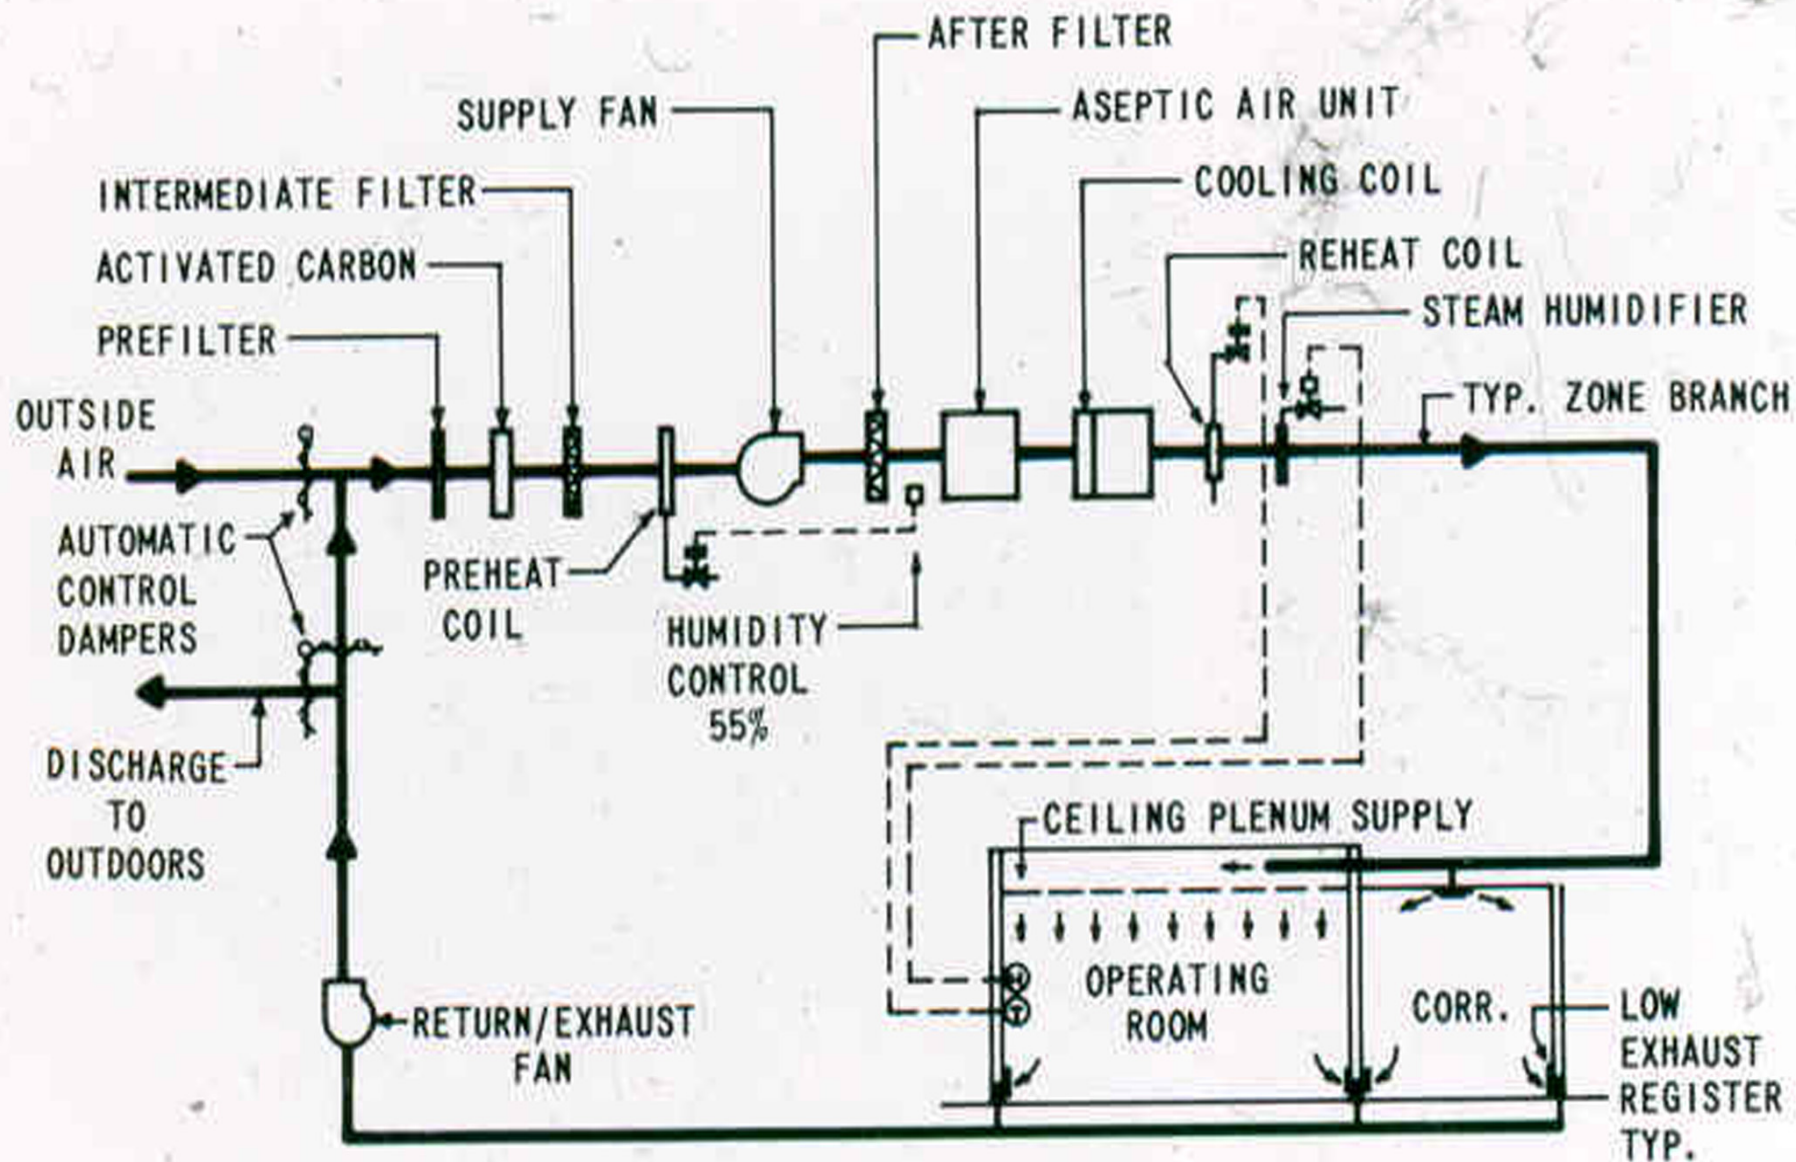 AFTER FILTER
SUPPLY FAN
ASEPTIC AIR UNIT
COOLING COIL
INTERMEDIATE FILTER
REHEAT COIL
ACTIVATED CARBON
STEAM HUMIDIFIER
PREFILTER
TYP. ZONE BRANCH
OUTSIDE
AIR
AUTOMATIC
CONTROL
DAMPERS
PREHEAT
COIL
HUMIDITY
CONTROL
55%
DISCHARGE
TO
OUTDOORS
CEILING PLENUM SUPPLY
H
T
OPERATING
ROOM
CORR.
LOW
EXHAUST
REGISTER
TYP.
RETURN/EXHAUST
FAN